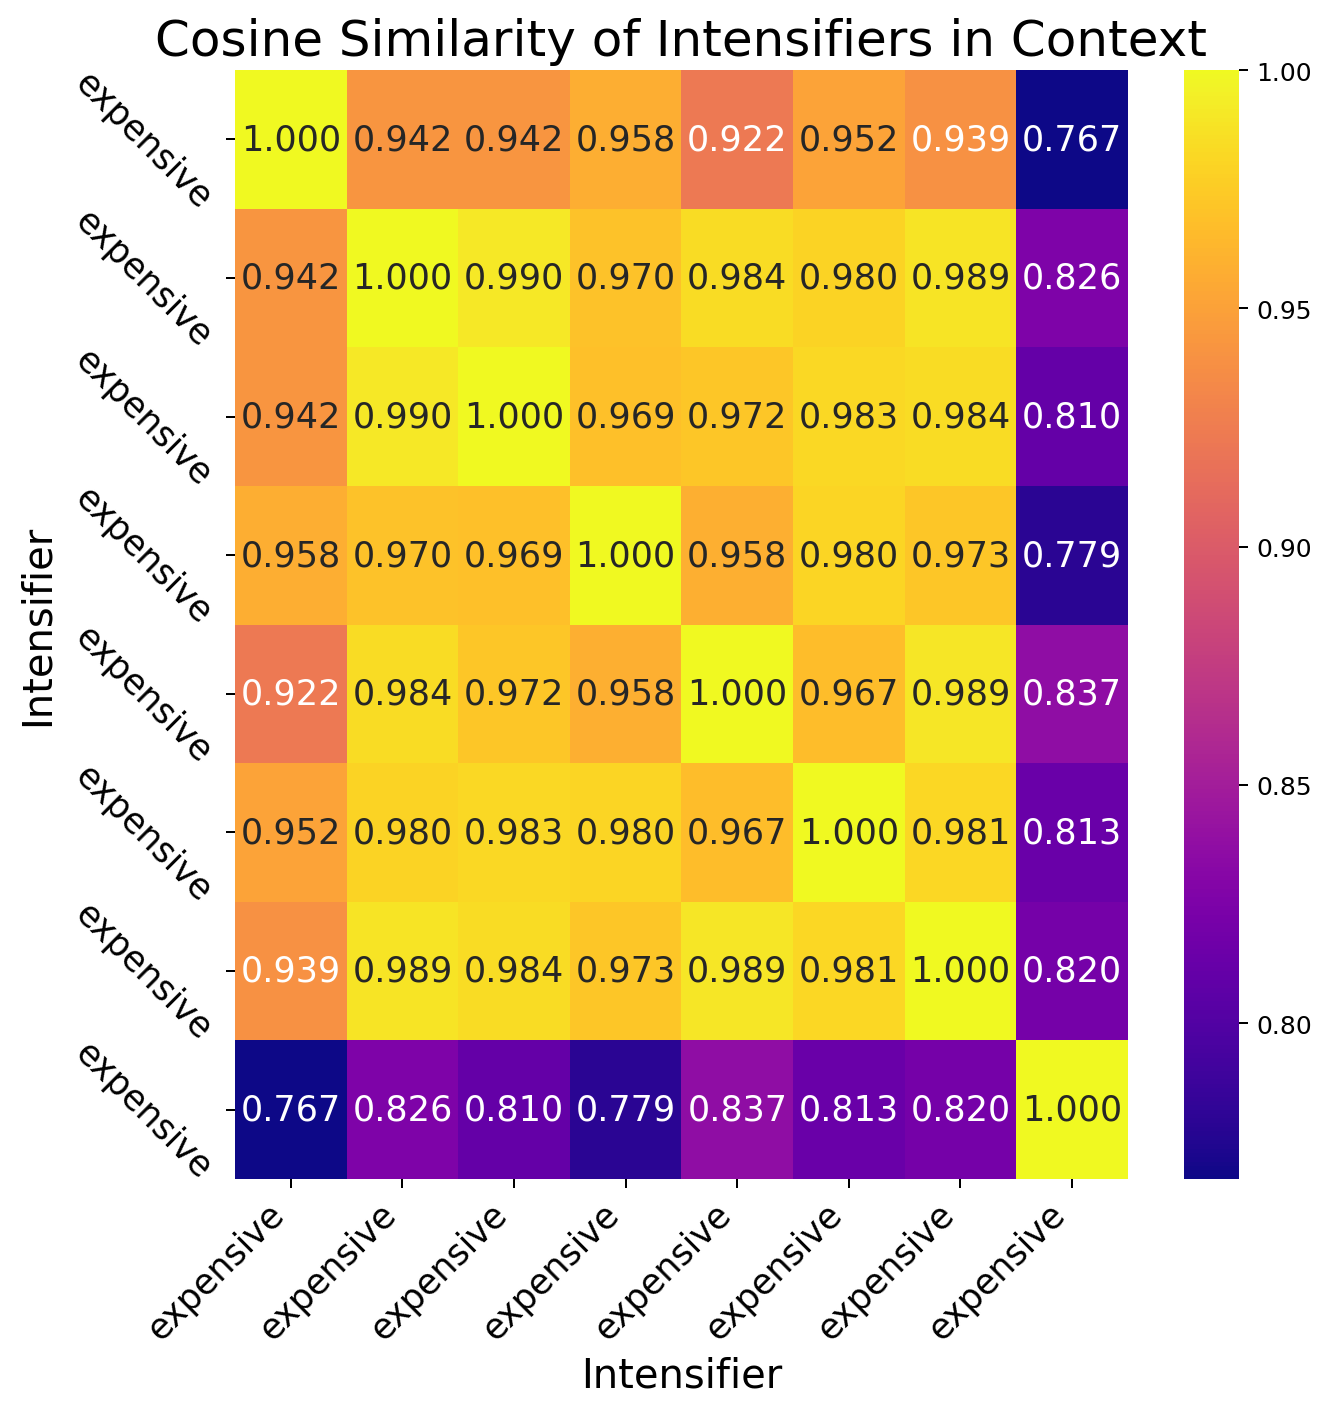 Cosine Similarity of Intensifiers in Context
expensive 1.000 0.942 0.942 0.958 0.922 0.952 0.939 0.767
expensive 0.942 1.000 0.990 0.970 0.984 0.980 0.989 0.826
expensive 0.942 0.990 1.000 0.969 0.972 0.983 0.984 0.810
expensive 0.958 0.970 0.969 1.000 0.958 0.980 0.973 0.779
expensive 0.922 0.984 0.972 0.958 1.000 0.967 0.989 0.837
expensive 0.952 0.980 0.983 0.980 0.967 1.000 0.981 0.813
expensive 0.939 0.989 0.984 0.973 0.989 0.981 1.000 0.820
expensive 0.767 0.826 0.810 0.779 0.837 0.813 0.820 1.000
Intensifier
expensive expensive expensive expensive expensive expensive expensive expensive
Intensifier
1.00
0.95
0.90
0.85
0.80